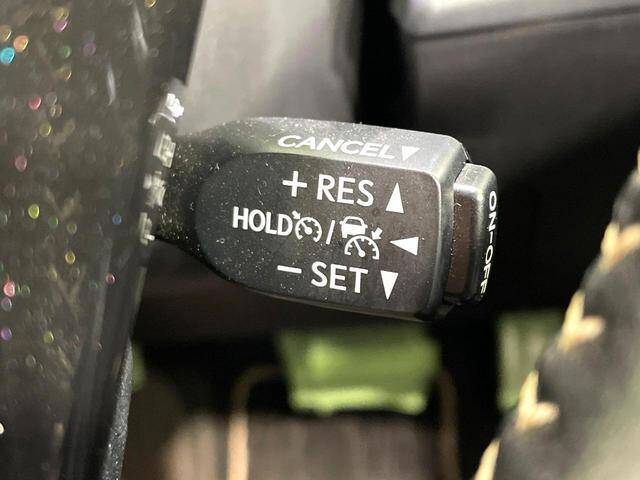 CANCEL▼
+ RES ▲
HOLD / ◀
− SET ▼
ON-OFF